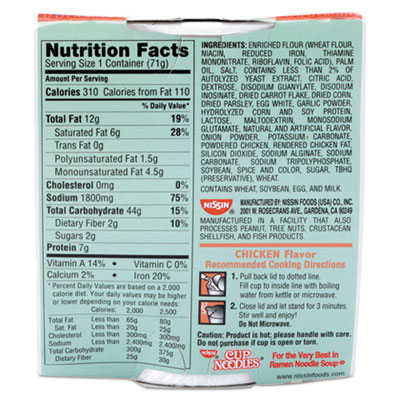 Nutrition Facts
Serving Size 1 Container (71g)
Amount Per Serving
Calories 310 Calories from Fat 110
% Daily Value*
Total Fat 12g 19%
Saturated Fat 6g 28%
Trans Fat 0g
Polyunsaturated Fat 1.5g
Monounsaturated Fat 4.5g
Cholesterol 0mg 0%
Sodium 1800mg 75%
Total Carbohydrate 44g 15%
Dietary Fiber 2g 10%
Sugars 2g
Protein 7g
Vitamin A 14% • Vitamin C 0%
Calcium 2% • Iron 20%
* Percent Daily Values are based on a 2,000
calorie diet. Your daily values may be higher
or lower depending on your calorie needs:
Calories: 2,000 2,500
Total Fat Less than 65g 80g
Sat. Fat Less than 20g 25g
Cholesterol Less than 300mg 300mg
Sodium Less than 2,400mg 2,400mg
Total Carbohydrate 300g 375g
Dietary Fiber 25g 30g
INGREDIENTS: ENRICHED FLOUR (WHEAT FLOUR,
NIACIN, REDUCED IRON, THIAMINE
MONONITRATE, RIBOFLAVIN, FOLIC ACID), PALM
OIL, SALT, CONTAINS LESS THAN 2% OF
AUTOLYZED YEAST EXTRACT, CITRIC ACID,
DEXTROSE, DISODIUM GUANYLATE, DISODIUM
INOSINATE, DRIED CARROT FLAKE, DRIED CORN,
DRIED PARSLEY, EGG WHITE, GARLIC POWDER,
HYDROLYZED CORN AND SOY PROTEIN,
LACTOSE, MALTODEXTRIN, MONOSODIUM
GLUTAMATE, NATURAL AND ARTIFICIAL FLAVOR,
ONION POWDER, POTASSIUM CARBONATE,
POWDERED CHICKEN, RENDERED CHICKEN FAT,
SILICON DIOXIDE, SODIUM ALGINATE, SODIUM
CARBONATE, SODIUM TRIPOLYPHOSPHATE,
SOYBEAN, SPICE AND COLOR, SUGAR, TBHQ
(PRESERVATIVE), WHEAT.
CONTAINS WHEAT, SOYBEAN, EGG, AND MILK.
NISSIN MANUFACTURED BY: NISSIN FOODS (USA) CO., INC.
2001 W. ROSECRANS AVE., GARDENA, CA 90249
MANUFACTURED IN A FACILITY THAT ALSO
PROCESSES PEANUT, TREE NUTS, CRUSTACEAN
SHELLFISH, AND FISH PRODUCTS.
CHICKEN Flavor
Recommended Cooking Directions
1. Pull back lid to dotted line.
Fill cup to inside line with boiling
water from kettle or microwave.
2. Close lid and let stand for 3 minutes.
Stir well and enjoy!
Do Not Microwave.
Caution: Product is hot; please handle with care.
Do not purchase if cup is open or torn.
NISSIN CUP NOODLES®
For the Very Best in
Ramen Noodle Soup®
www.nissinfoods.com